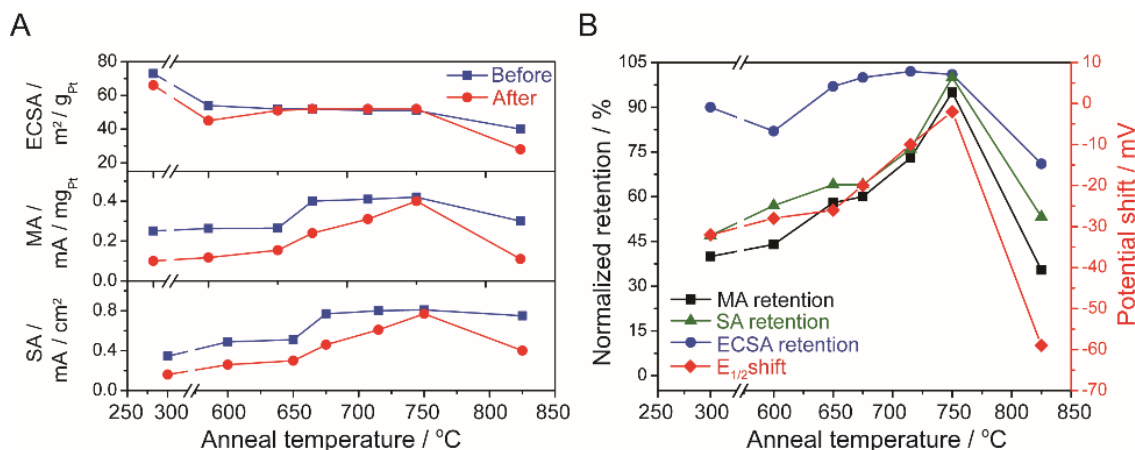 A
80
60
40
20
ECSA /
m² / g_Pt
Before
After
0.4
0.2
0.0
MA /
mA / mg_Pt
0.8
0.4
0.0
SA /
mA / cm²
250 300 600 650 700 750 800 850
Anneal temperature / °C
B
105
90
75
60
45
30
15
0
Normalized retention / %
MA retention
SA retention
ECSA retention
E_1/2 shift
10
0
-10
-20
-30
-40
-50
-60
-70
Potential shift / mV
250 300 600 650 700 750 800 850
Anneal temperature / °C